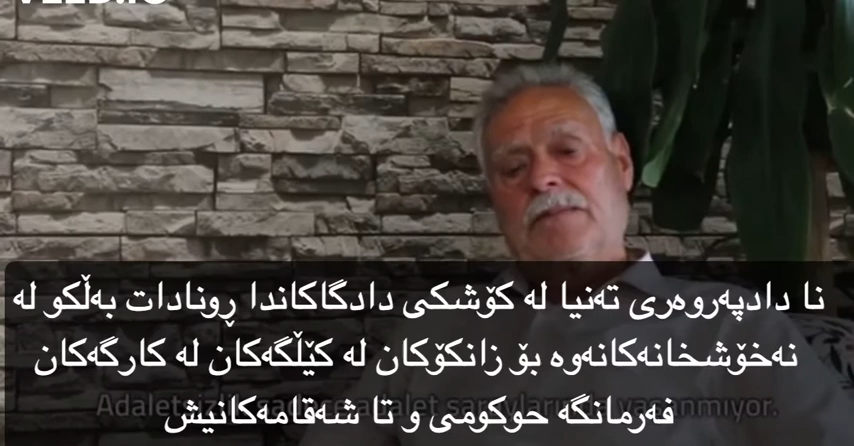 نا دادپەروەری تەنیا لە کۆشکی دادگاکاندا ڕونادات بەڵکو لە
نەخۆشخانەکانەوە بۆ زانکۆکان لە کێڵگەکان لە کارگەکان
فەرمانگە حوکومی و تا شەقامەکانیش